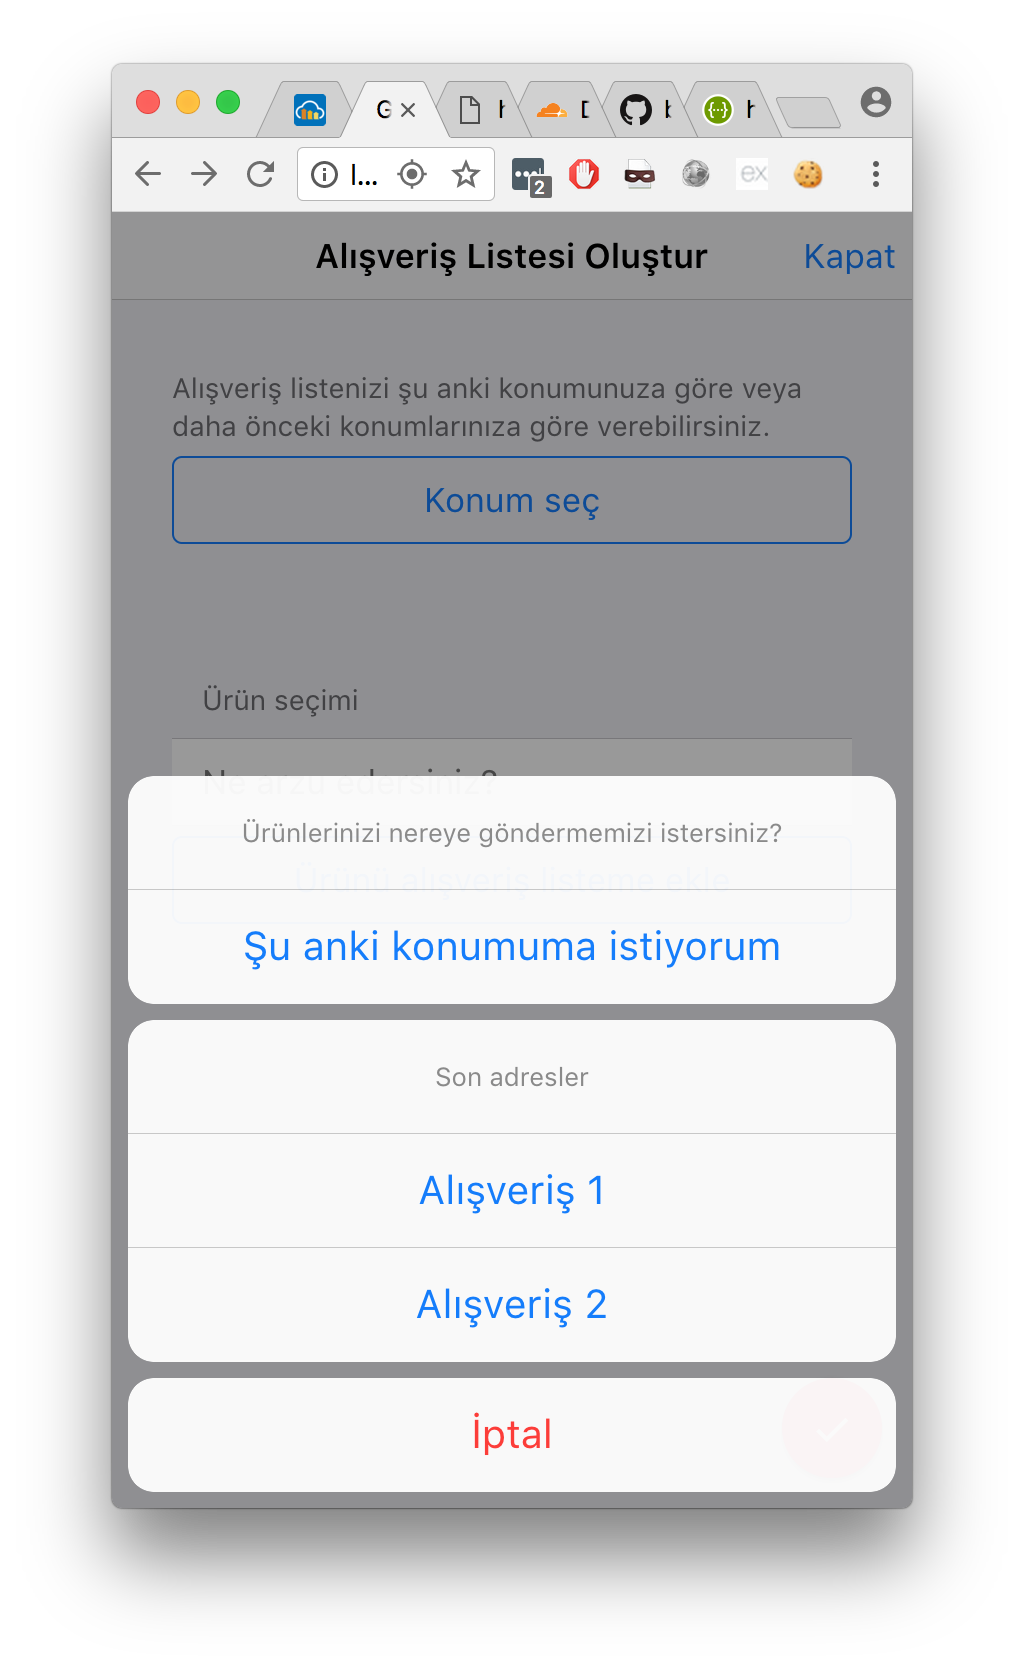 G
2
ex
Alışveriş Listesi Oluştur
Kapat
Alışveriş listenizi şu anki konumunuza göre veya
daha önceki konumlarınıza göre verebilirsiniz.
Konum seç
Ürün seçimi
Ne arzu edersiniz?
Ürünlerinizi nereye göndermemizi istersiniz?
Ürünü alışveriş listeme ekle
Şu anki konumuma istiyorum
Son adresler
Alışveriş 1
Alışveriş 2
İptal